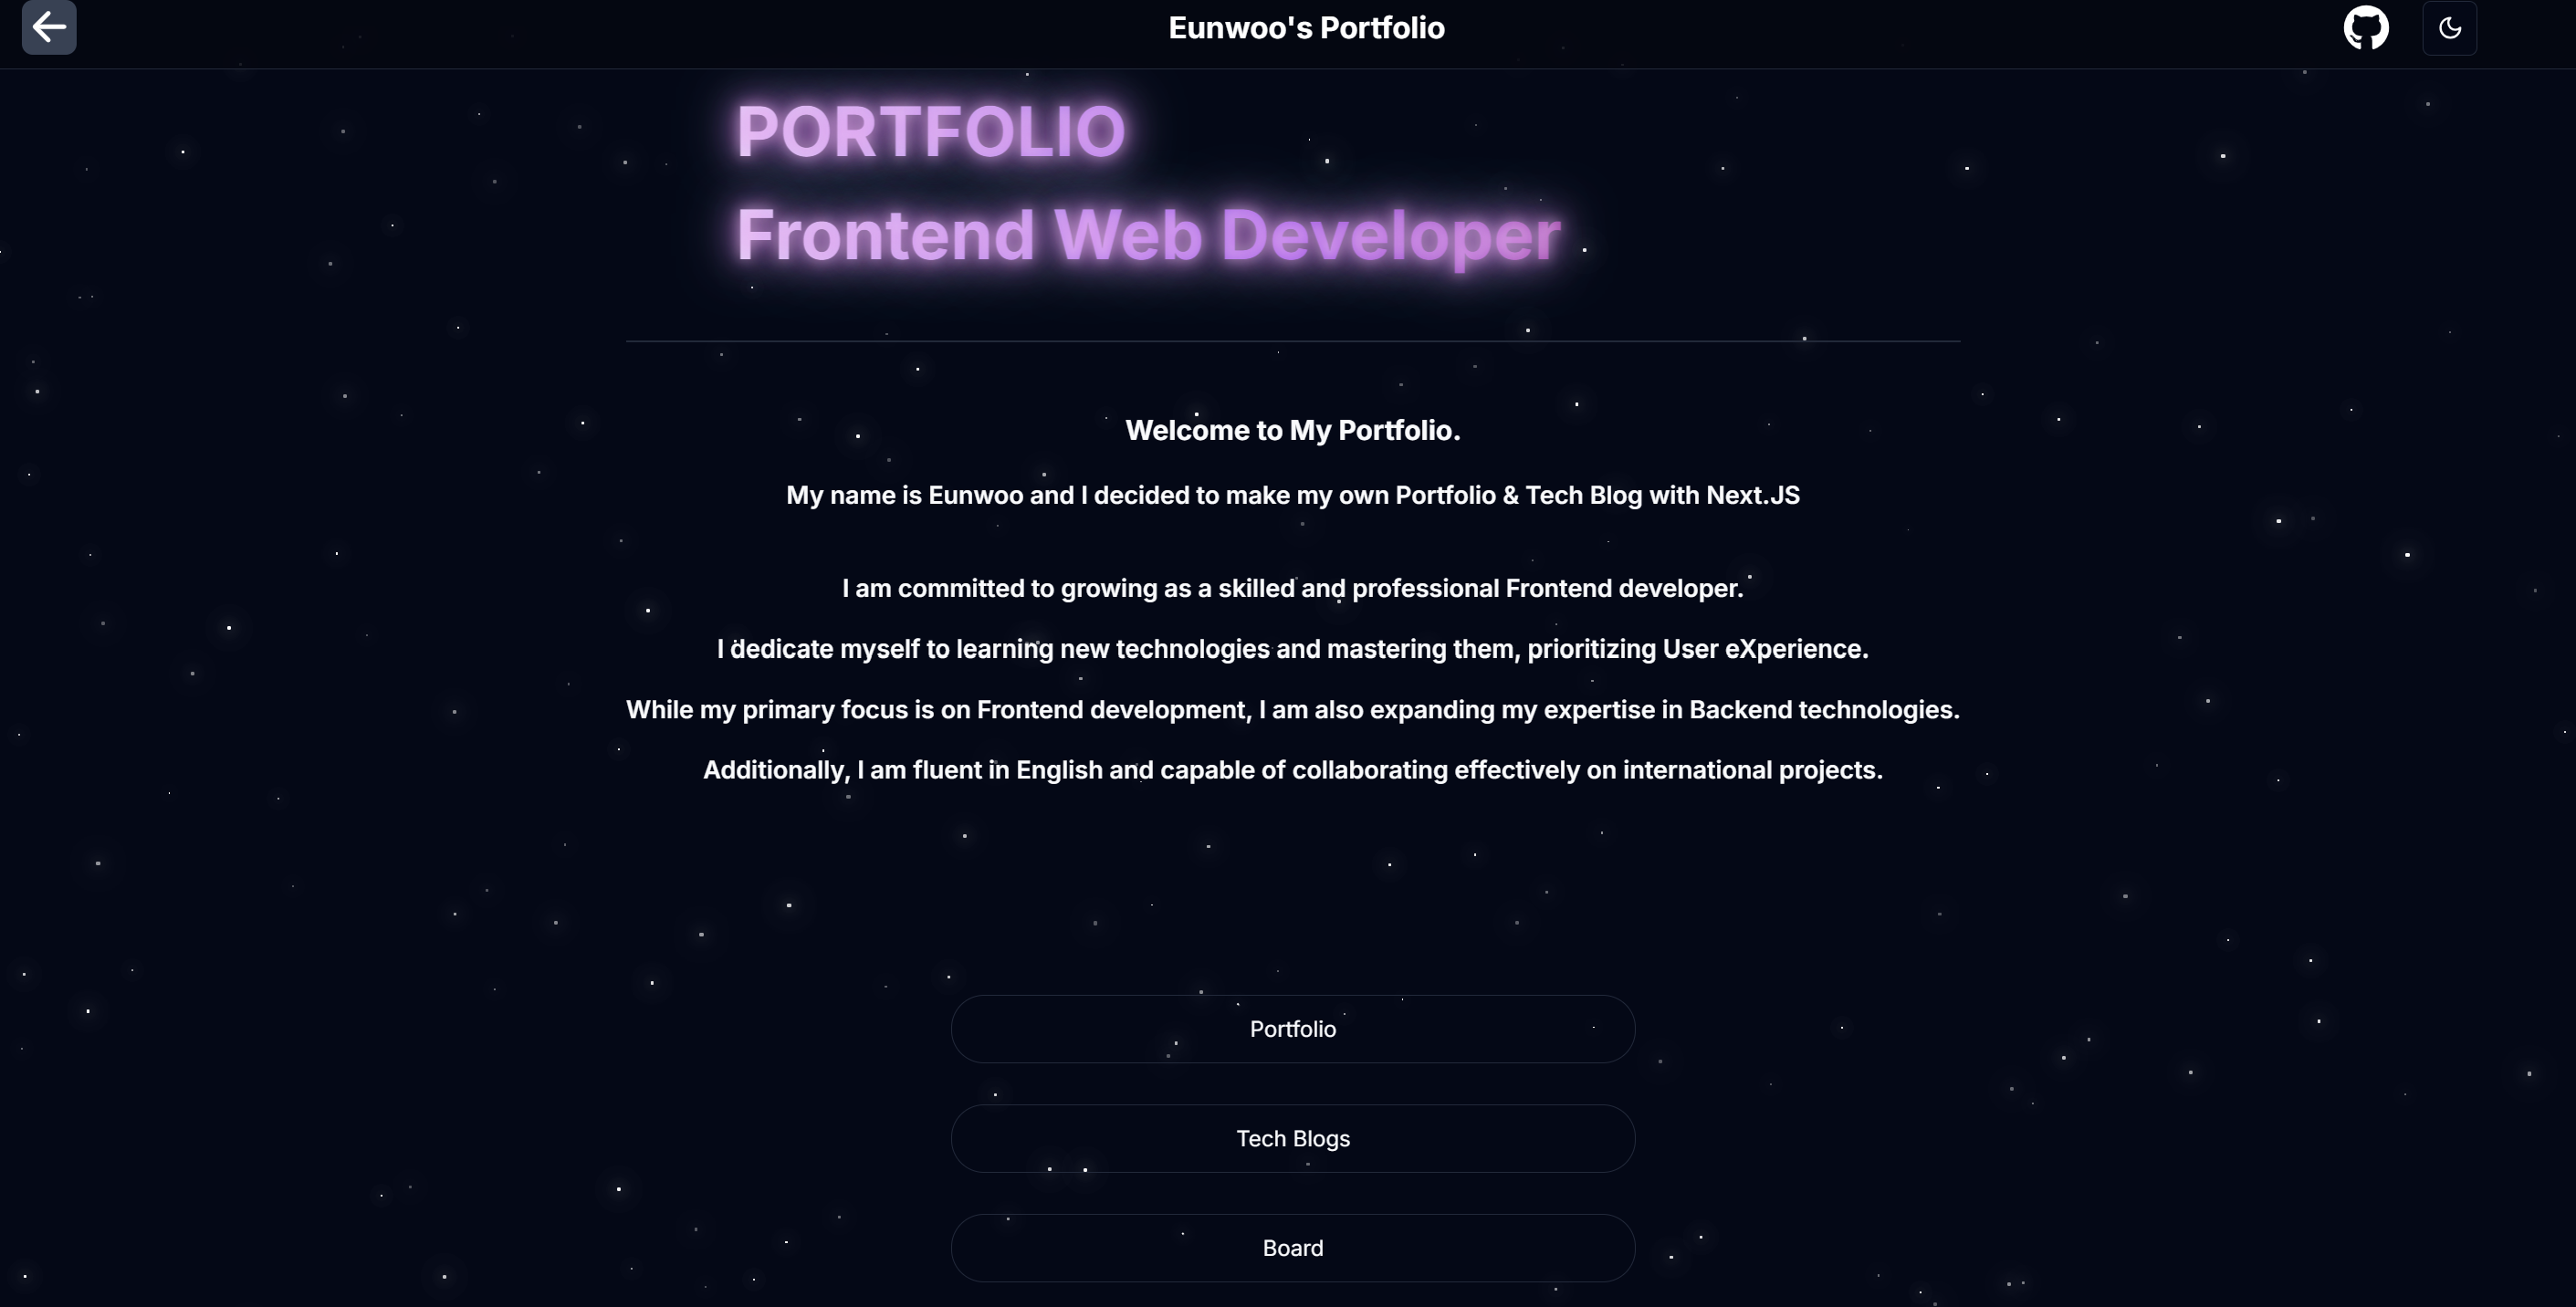 Eunwoo's Portfolio
PORTFOLIO
Frontend Web Developer
Welcome to My Portfolio.
My name is Eunwoo and I decided to make my own Portfolio & Tech Blog with Next.JS
I am committed to growing as a skilled and professional Frontend developer.
I dedicate myself to learning new technologies and mastering them, prioritizing User eXperience.
While my primary focus is on Frontend development, I am also expanding my expertise in Backend technologies.
Additionally, I am fluent in English and capable of collaborating effectively on international projects.
Portfolio
Tech Blogs
Board